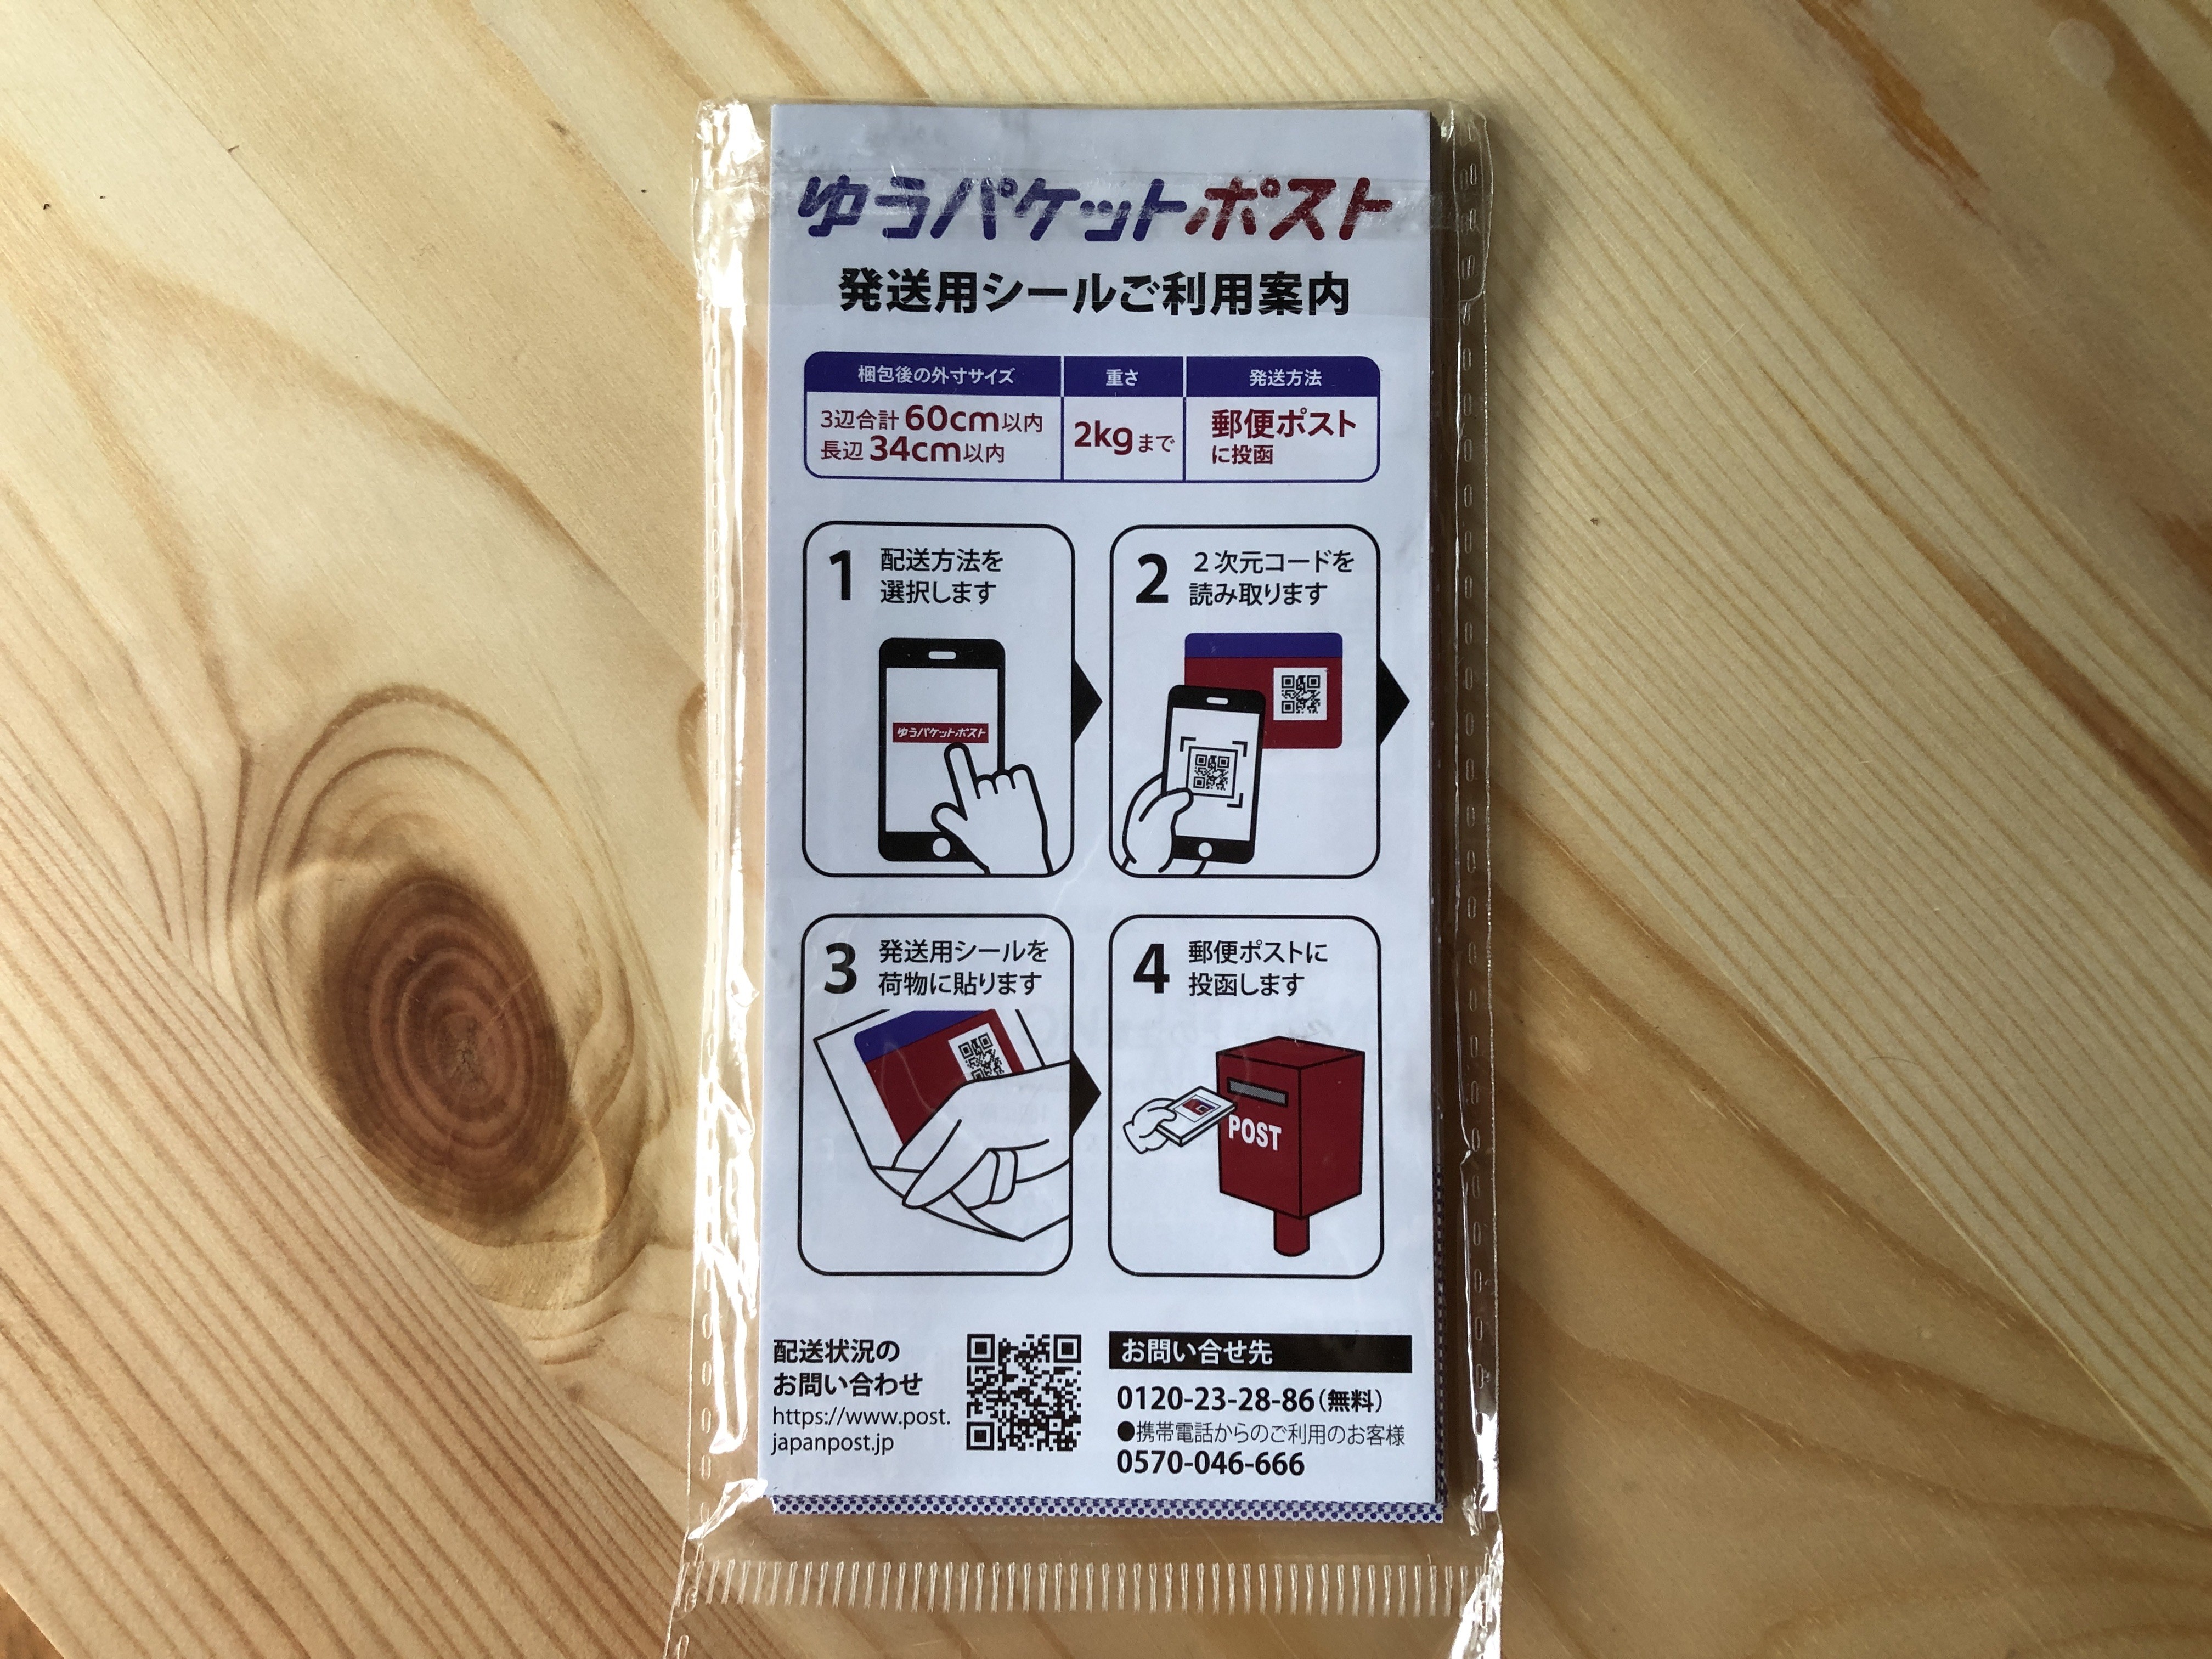 ゆうパケットポスト
発送用シールご利用案内
梱包後の外寸サイズ
3辺合計 60cm以内
長辺 34cm以内
重さ
2kgまで
発送方法
郵便ポスト
に投函
1 配送方法を
選択します
ゆうパケットポスト
2 2次元コードを
読み取ります
3 発送用シールを
荷物に貼ります
4 郵便ポストに
投函します
POST
配送状況の
お問い合わせ
https://www.post.
japanpost.jp
お問い合せ先
0120-23-28-86(無料)
●携帯電話からのご利用のお客様
0570-046-666